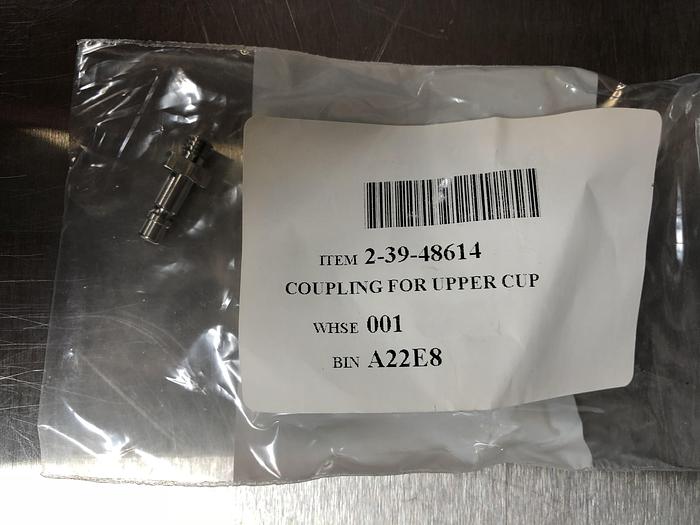 ITEM 2-39-48614
COUPLING FOR UPPER CUP
WHSE 001
BIN A22E8